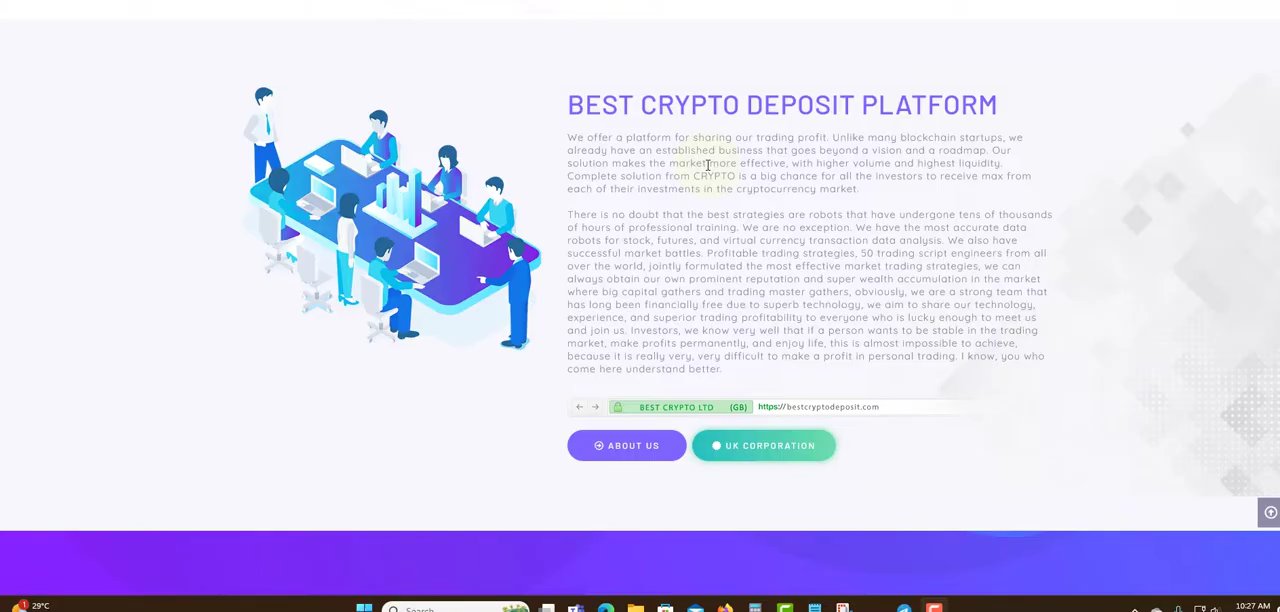 BEST CRYPTO DEPOSIT PLATFORM
We offer a platform for sharing our trading profit. Unlike many blockchain startups, we
already have an established business that goes beyond a vision and a roadmap. Our
solution makes the market more effective, with higher volume and highest liquidity.
Complete solution from CRYPTO is a big chance for all the investors to receive max from
each of their investments in the cryptocurrency market.
There is no doubt that the best strategies are robots that have undergone tens of thousands
of hours of professional training. We are no exception. We have the most accurate data
robots for stock, futures, and virtual currency transaction data analysis. We also have
successful market battles. Profitable trading strategies, 50 trading script engineers from all
over the world, jointly formulated the most effective market trading strategies, we can
always obtain our own prominent reputation and super wealth accumulation in the market
where big capital gathers and trading master gathers, obviously, we are a strong team that
has long been financially free due to superb technology, we aim to share our technology,
experience, and superior trading profitability to everyone who is lucky enough to meet us
and join us. Investors, we know very well that if a person wants to be stable in the trading
market, make profits permanently, and enjoy life, this is almost impossible to achieve,
because it is really very, very difficult to make a profit in personal trading. I know, you who
come here understand better.
BEST CRYPTO LTD (GB) https://bestcryptodeposit.com
ABOUT US UK CORPORATION
1 29°C Search 10:27 AM